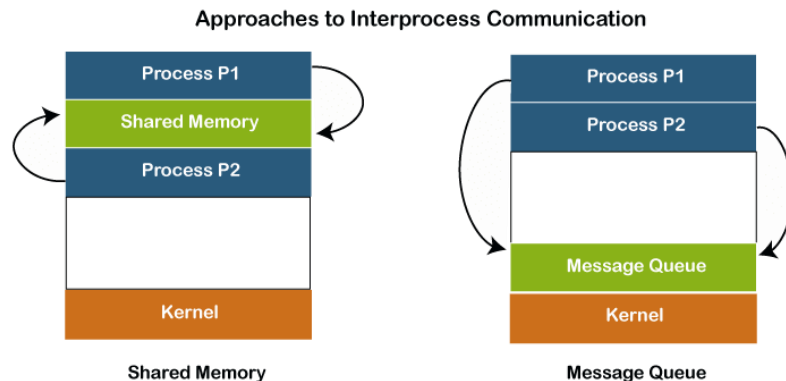 Approaches to Interprocess Communication
Process P1
Shared Memory
Process P2
Kernel
Shared Memory
Process P1
Process P2
Message Queue
Kernel
Message Queue